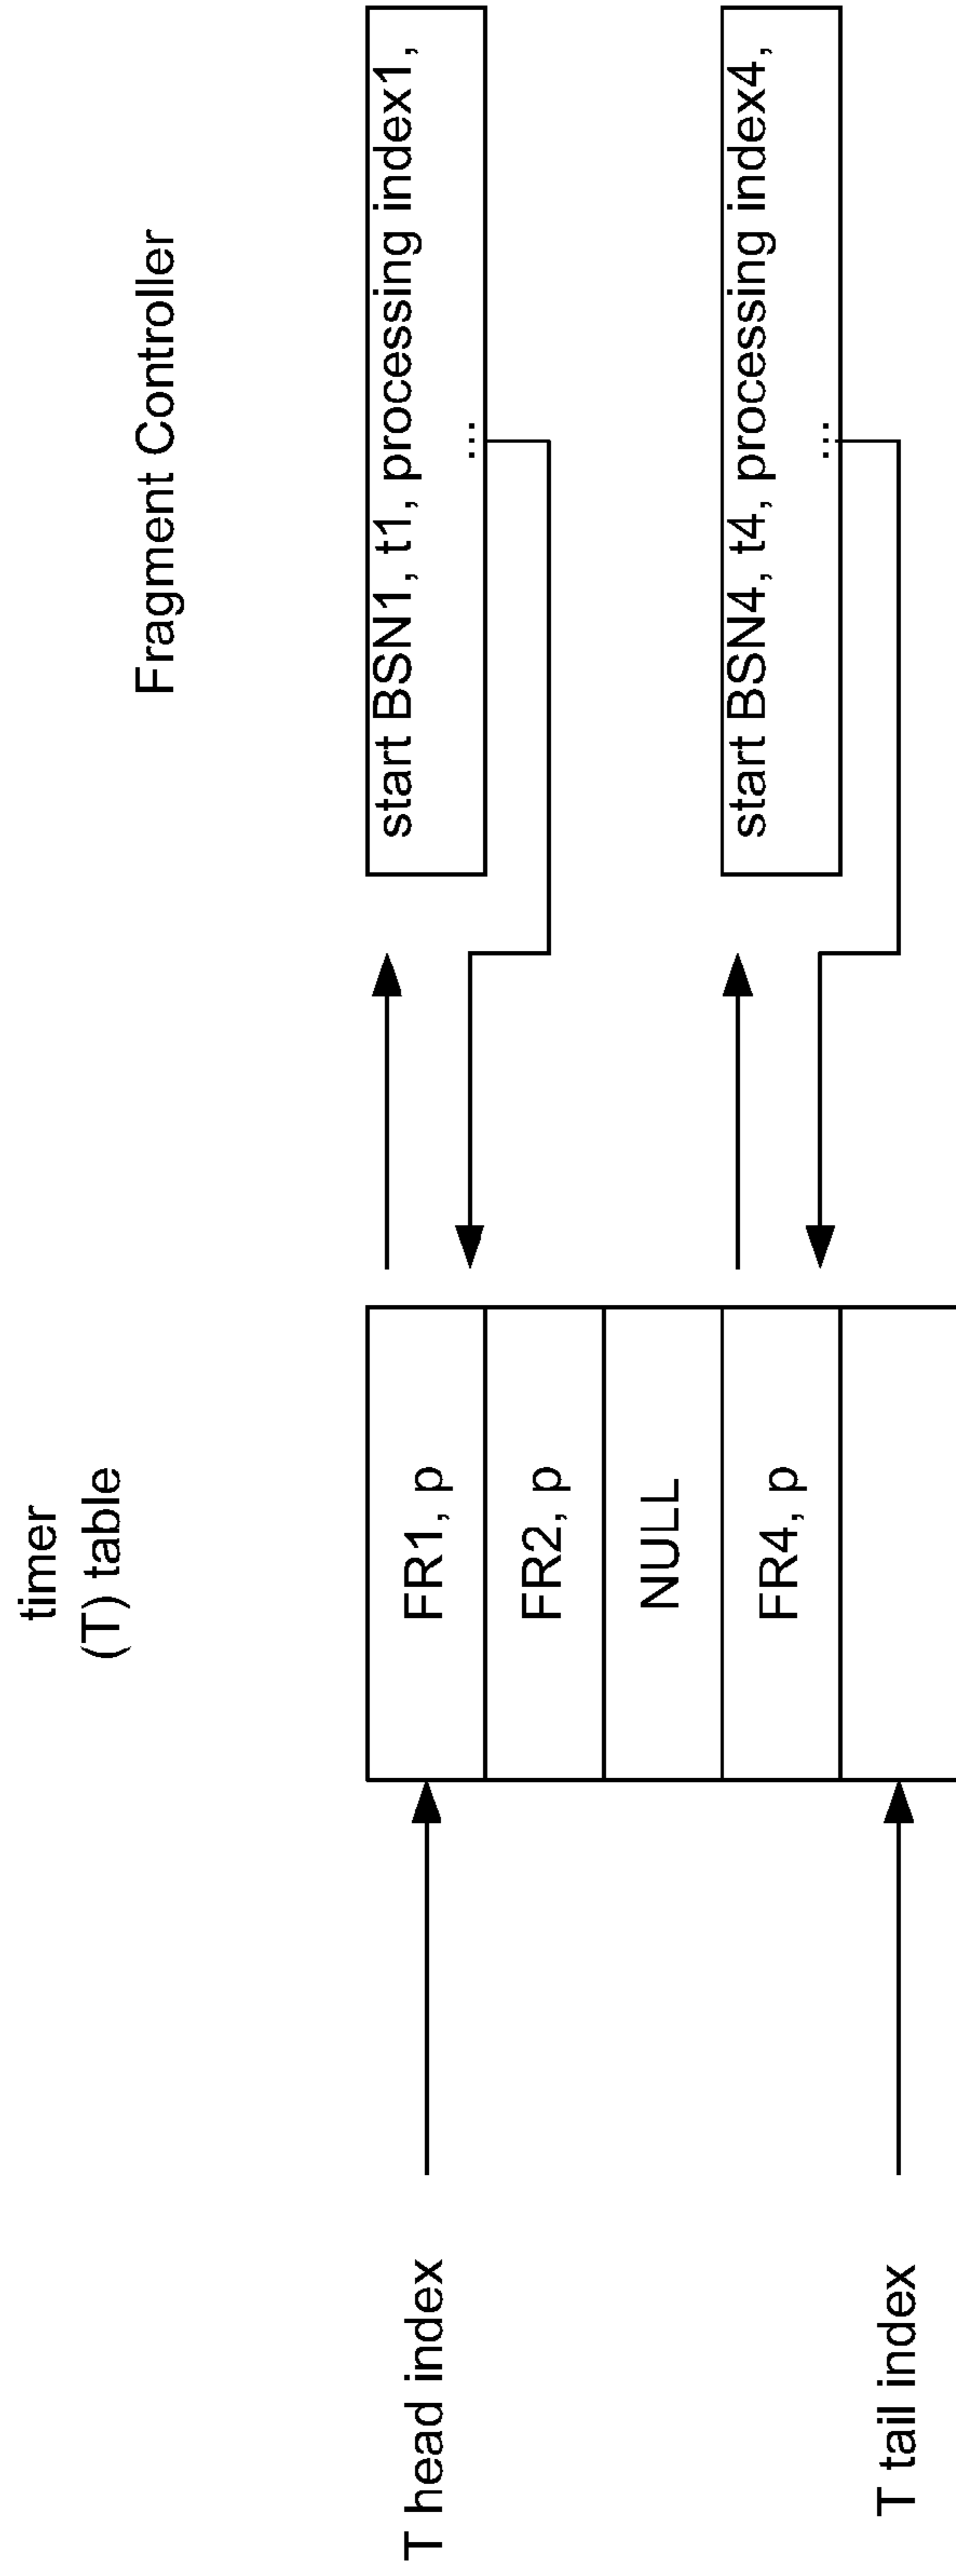 timer
(T) table
Fragment Controller
T head index
FR1, p
start BSN1, t1, processing index1,
...
FR2, p
NULL
FR4, p
start BSN4, t4, processing index4,
...
T tail index